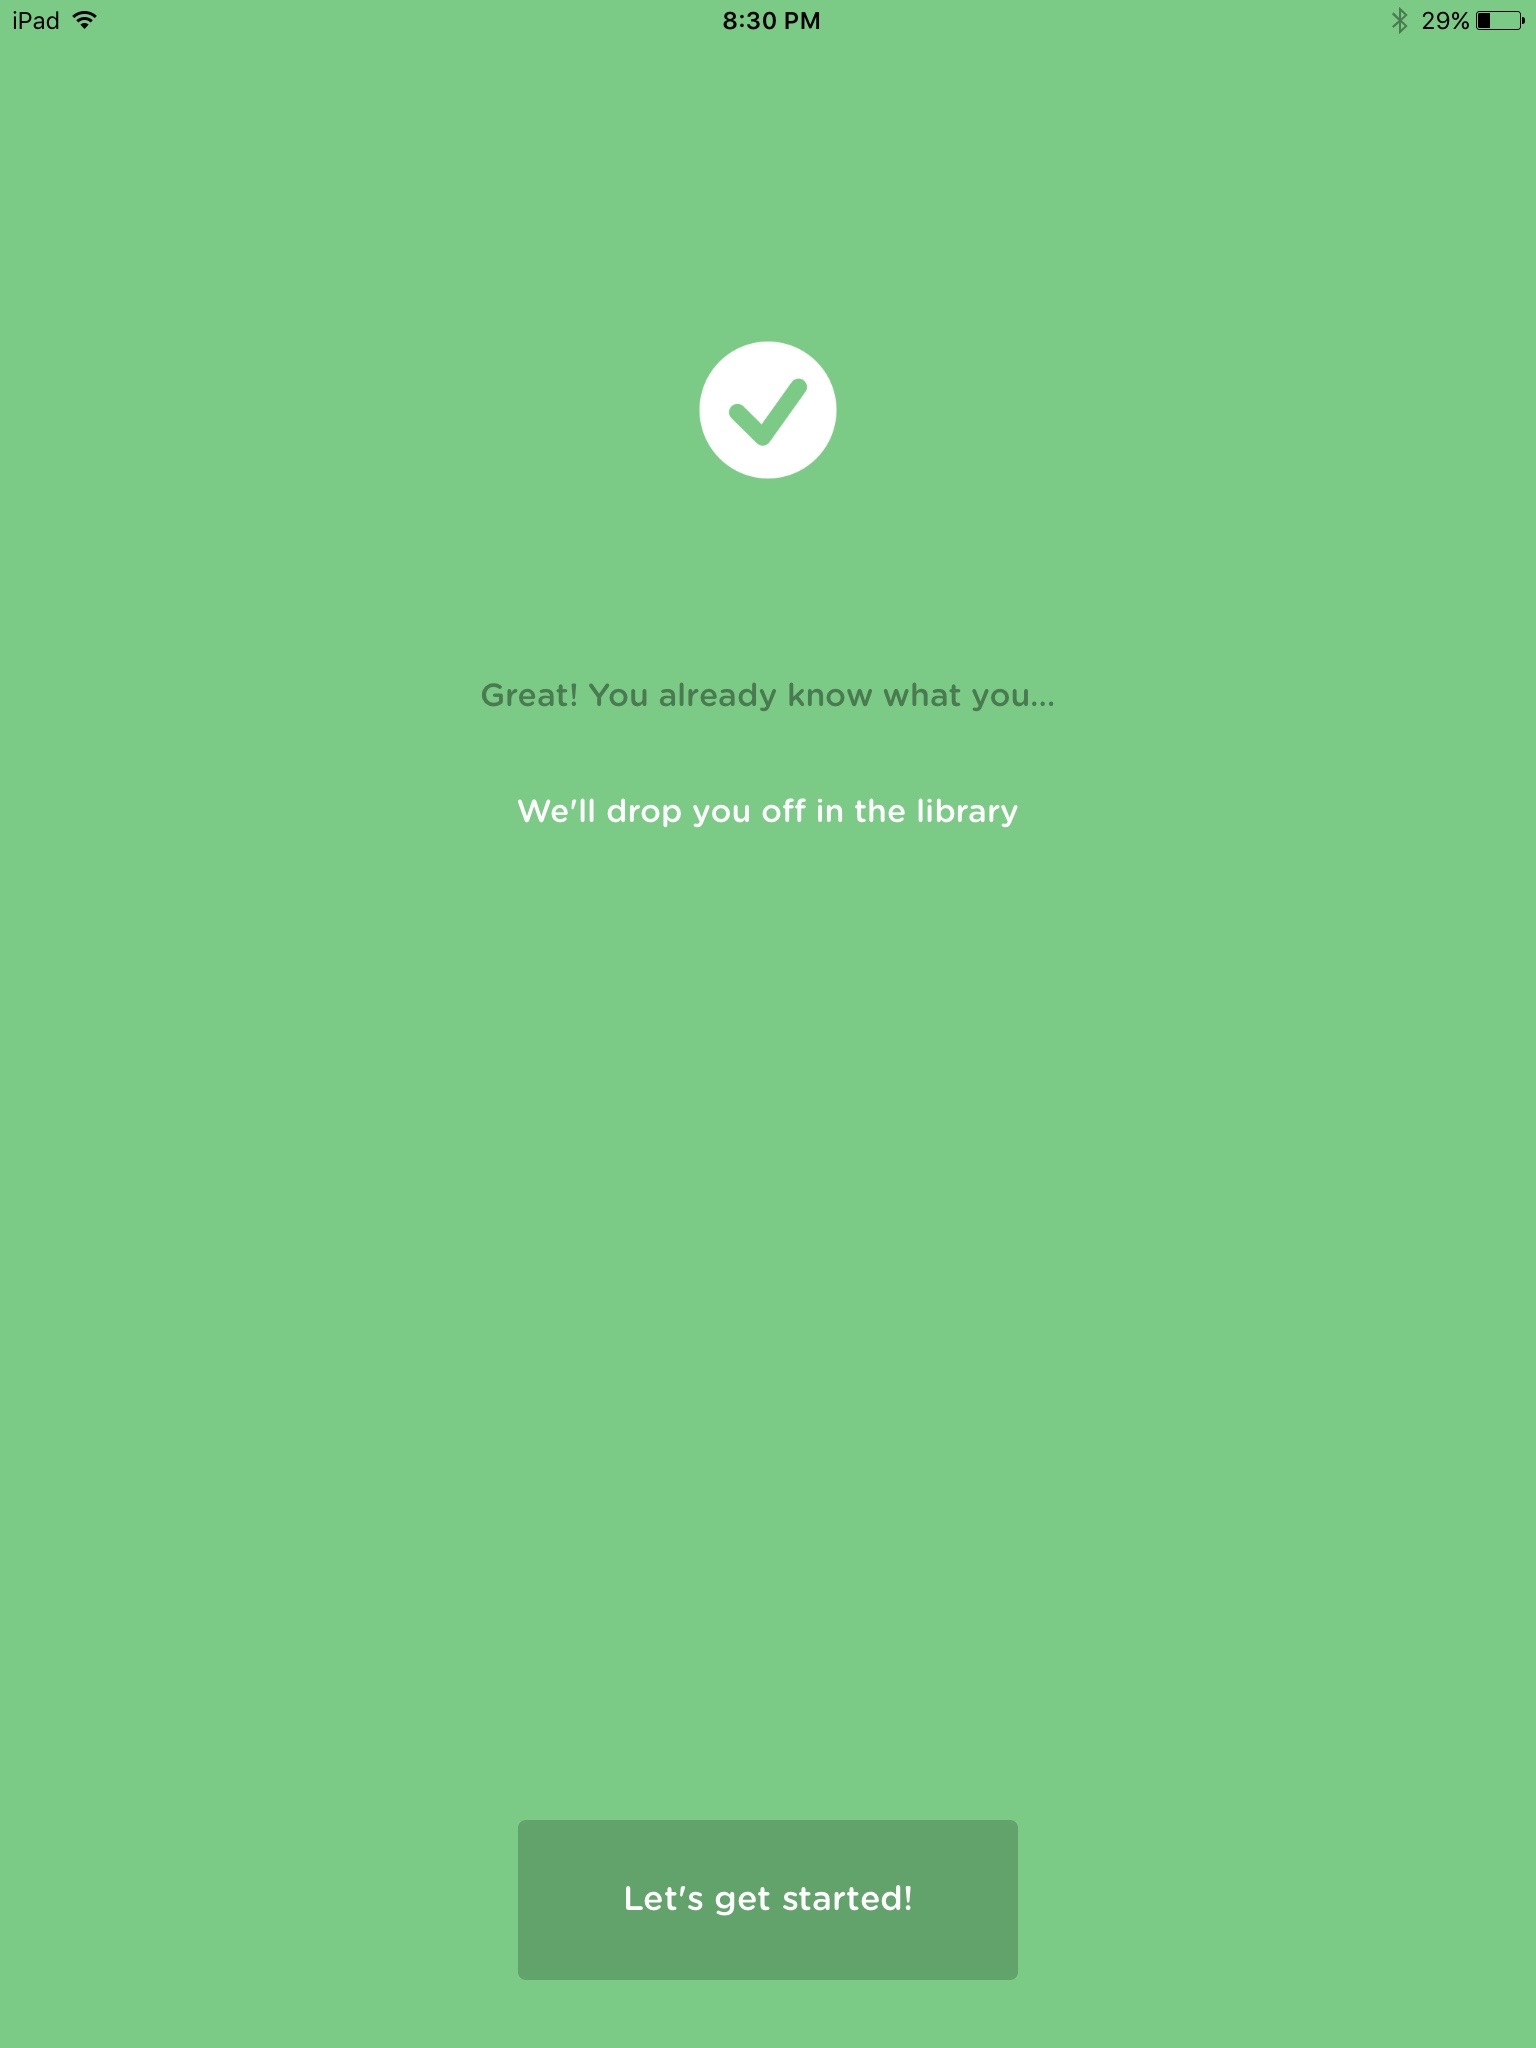 iPad
8:30 PM
29%
Great! You already know what you...
We'll drop you off in the library
Let's get started!